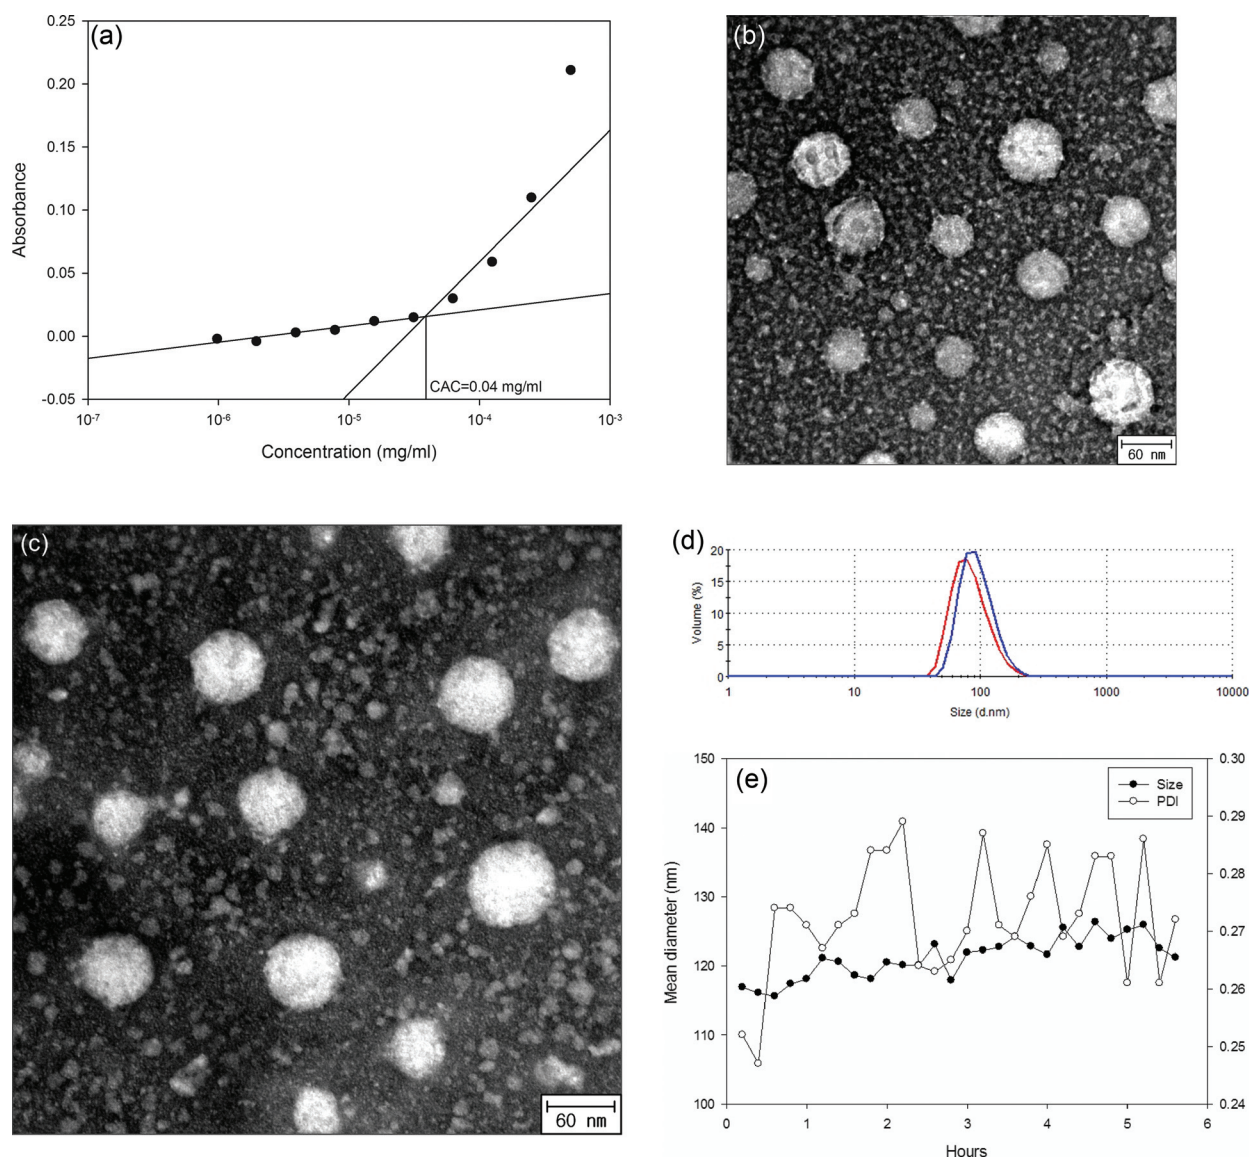 (a)
0.25
0.20
0.15
0.10
0.05
0.00
-0.05
Absorbance
CAC=0.04 mg/ml
10-7 10-6 10-5 10-4 10-3
Concentration (mg/ml)
(b)
60 nm
(c)
60 nm
(d)
20
15
10
5
0
Volume (%)
1 10 100 1000 10000
Size (d.nm)
(e)
150
140
130
120
110
100
Mean diameter (nm)
Size
PDI
0.30
0.29
0.28
0.27
0.26
0.25
0.24
0 1 2 3 4 5 6
Hours